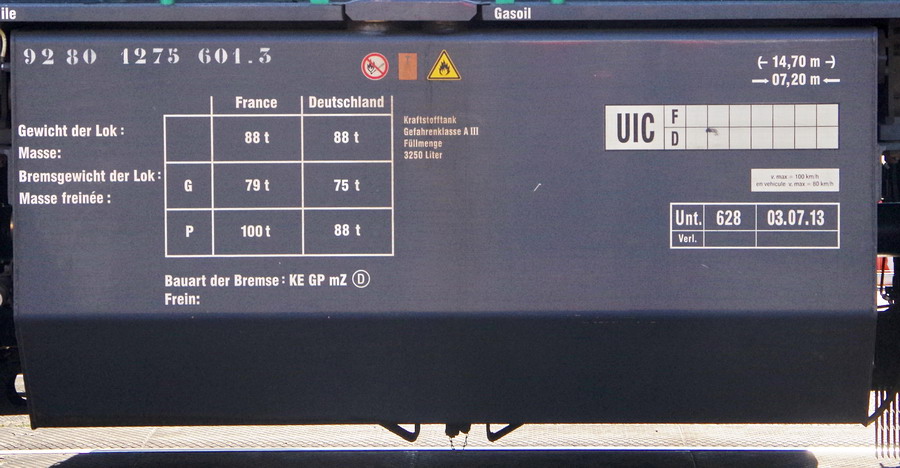 ile
Gasoil
92 80 1275 601.3
(- 14,70 m -)
07,20 m
France Deutschland
Gewicht der Lok : 88 t 88 t
Masse:
Bremsgewicht der Lok :
Masse freinée : G 79 t 75 t
P 100 t 88 t
Kraftstofftank
Gefahrenklasse A III
Füllmenge
3250 Liter
UIC F
D
v. max = 100 km/h
en vehicule v. max = 80 km/h
Unt. 628 03.07.13
Verl.
Bauart der Bremse : KE GP mZ D
Frein: